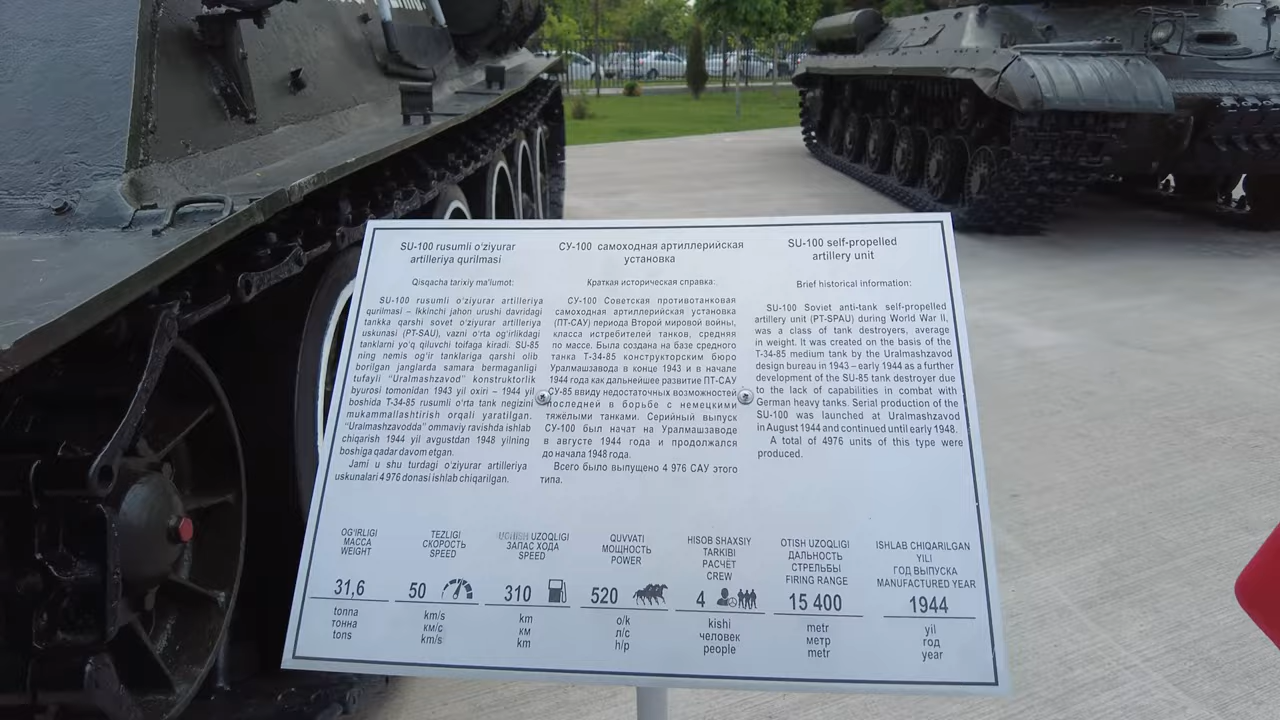 SU-100 rusumli o'ziyurar
artilleriya qurilmasi
Qisqacha tarixiy ma'lumot:
SU-100 rusumli o'ziyurar artilleriya
qurilmasi – Ikkinchi jahon urushi davridagi
tankka qarshi sovet o'ziyurar artilleriya
uskunasi (PT-SAU), vazni o'rta og'irlikdagi
tanklarni yo'q qiluvchi toifaga kiradi. SU-85
ning nemis og'ir tanklariga qarshi olib
borilgan janglarda samara bermaganligi
tufayli "Uralmashzavod" konstruktorlik
byurosi tomonidan 1943 yil oxiri – 1944 yil
boshida T-34-85 rusumli o'rta tank negizini
mukammallashtirish orqali yaratilgan.
"Uralmashzavodda" ommaviy ravishda ishlab
chiqarish 1944 yil avgustdan 1948 yilning
boshiga qadar davom etgan.
Jami u shu turdagi o'ziyurar artilleriya
uskunalari 4 976 donasi ishlab chiqarilgan.
СУ-100 самоходная артиллерийская
установка
Краткая историческая справка:
СУ-100 Советская противотанковая
самоходная артиллерийская установка
(ПТ-САУ) периода Второй мировой войны,
класса истребителей танков, средняя
по массе. Была создана на базе среднего
танка Т-34-85 конструкторским бюро
Уралмашзавода в конце 1943 и в начале
1944 года как дальнейшее развитие ПТ-САУ
СУ-85 ввиду недостаточных возможностей
последней в борьбе с немецкими
тяжёлыми танками. Серийный выпуск
СУ-100 был начат на Уралмашзаводе
в августе 1944 года и продолжался
до начала 1948 года.
Всего было выпущено 4 976 САУ этого
типа.
SU-100 self-propelled
artillery unit
Brief historical information:
SU-100 Soviet anti-tank self-propelled
artillery unit (PT-SPAU) during World War II,
was a class of tank destroyers, average
in weight. It was created on the basis of the
T-34-85 medium tank by the Uralmashzavod
design bureau in 1943 – early 1944 as a further
development of the SU-85 tank destroyer due
to the lack of capabilities in combat with
German heavy tanks. Serial production of the
SU-100 was launched at Uralmashzavod
in August 1944 and continued until early 1948.
A total of 4976 units of this type were
produced.
OG'IRLIGI
МАССА
WEIGHT
31,6
tonna
тонна
tons
TEZLIGI
СКОРОСТЬ
SPEED
50
km/s
км/с
km/s
UZOQLIGI
ЗАПАС ХОДА
SPEED
310
km
км
km
QUVVATI
МОЩНОСТЬ
POWER
520
o/k
л/с
h/p
HISOB SHAXSIY
TARKIBI
РАСЧЁТ
CREW
4
kishi
человек
people
OTISH UZOQLIGI
ДАЛЬНОСТЬ
СТРЕЛЬБЫ
FIRING RANGE
15 400
metr
метр
metr
ISHLAB CHIQARILGAN
YILI
ГОД ВЫПУСКА
MANUFACTURED YEAR
1944
yil
год
year